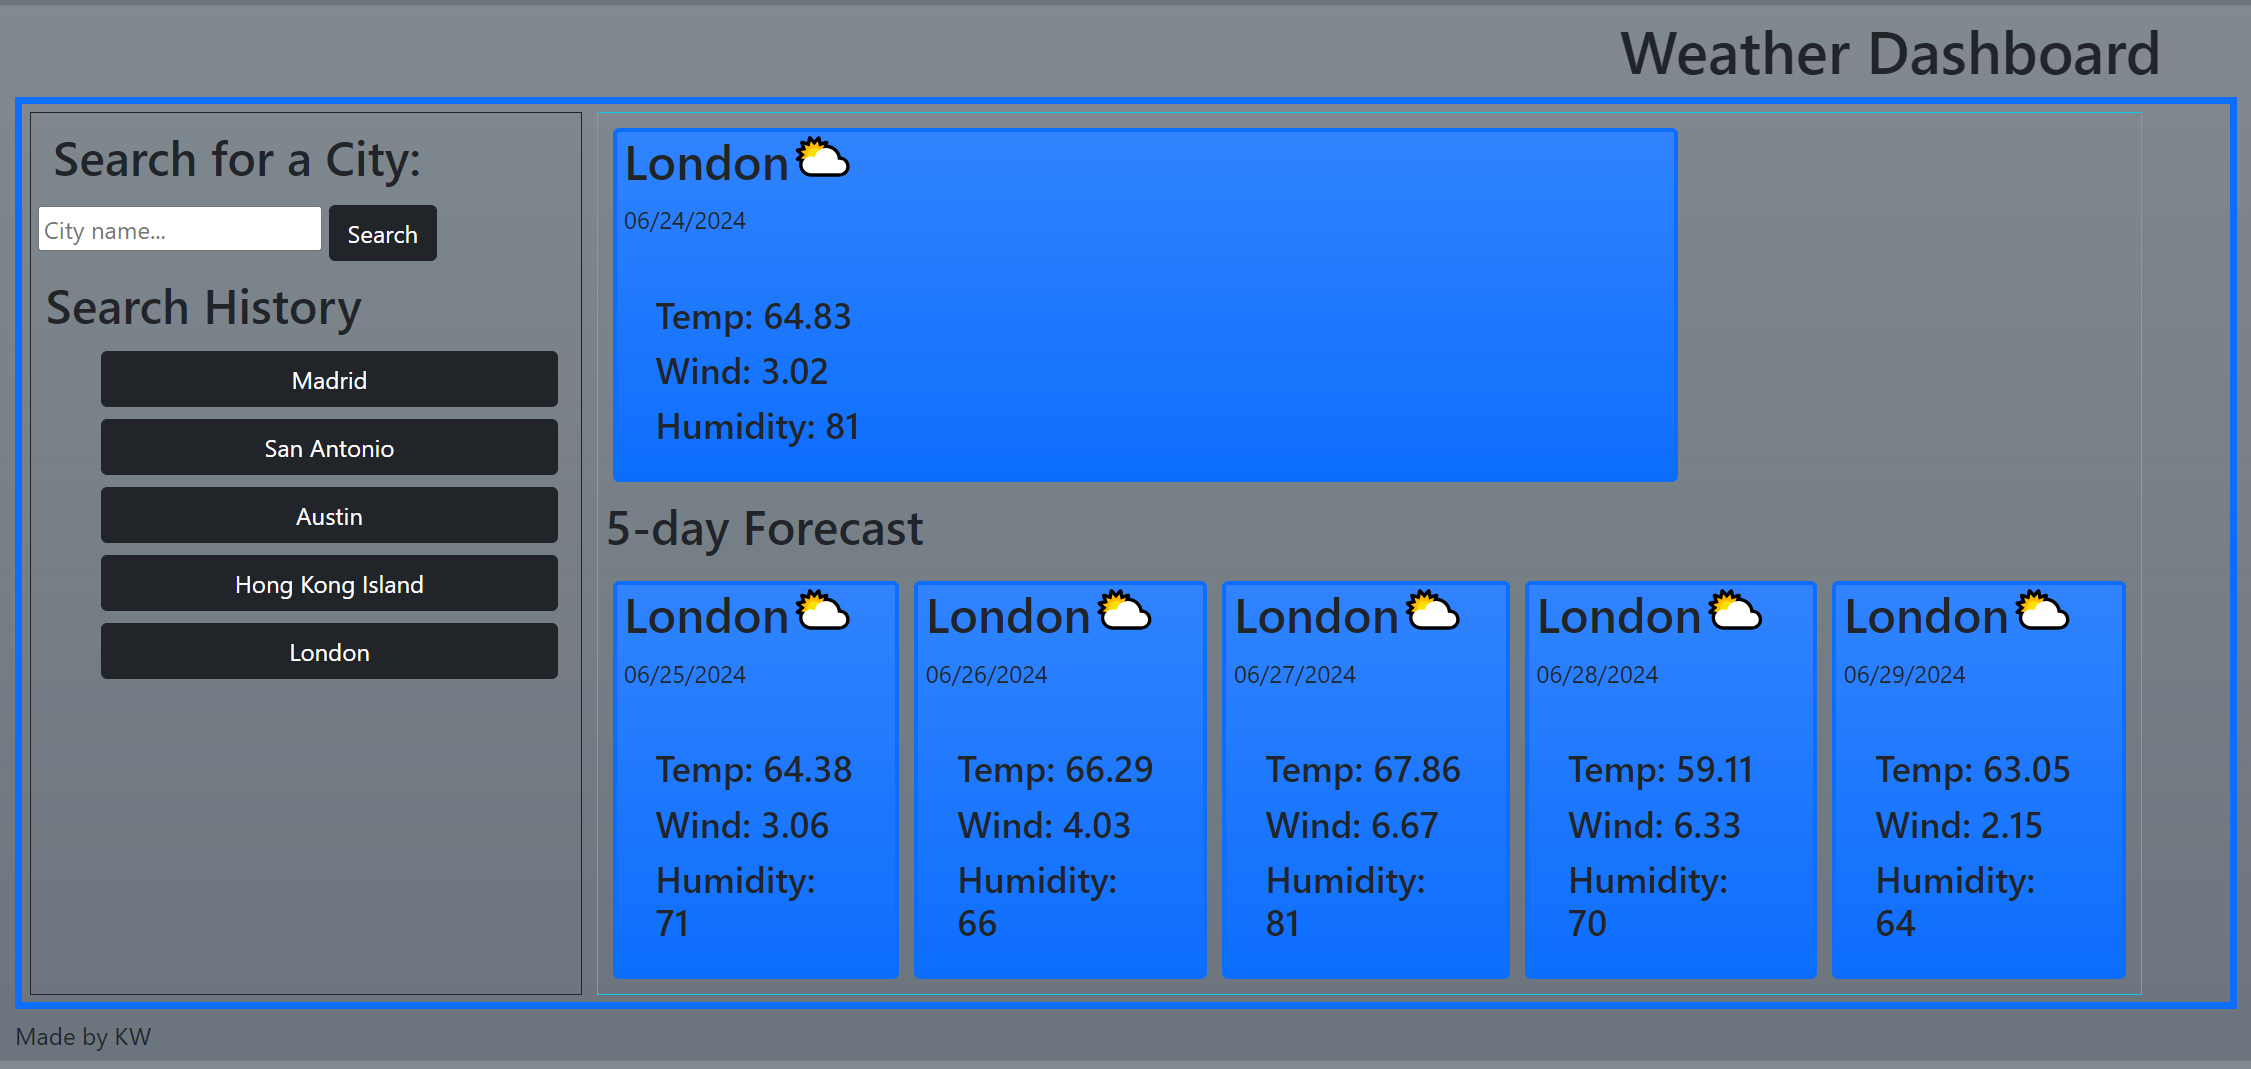 Weather Dashboard
Search for a City:
City name...
Search
Search History
Madrid
San Antonio
Austin
Hong Kong Island
London
London
06/24/2024
Temp: 64.83
Wind: 3.02
Humidity: 81
5-day Forecast
London
06/25/2024
Temp: 64.38
Wind: 3.06
Humidity:
71
London
06/26/2024
Temp: 66.29
Wind: 4.03
Humidity:
66
London
06/27/2024
Temp: 67.86
Wind: 6.67
Humidity:
81
London
06/28/2024
Temp: 59.11
Wind: 6.33
Humidity:
70
London
06/29/2024
Temp: 63.05
Wind: 2.15
Humidity:
64
Made by KW